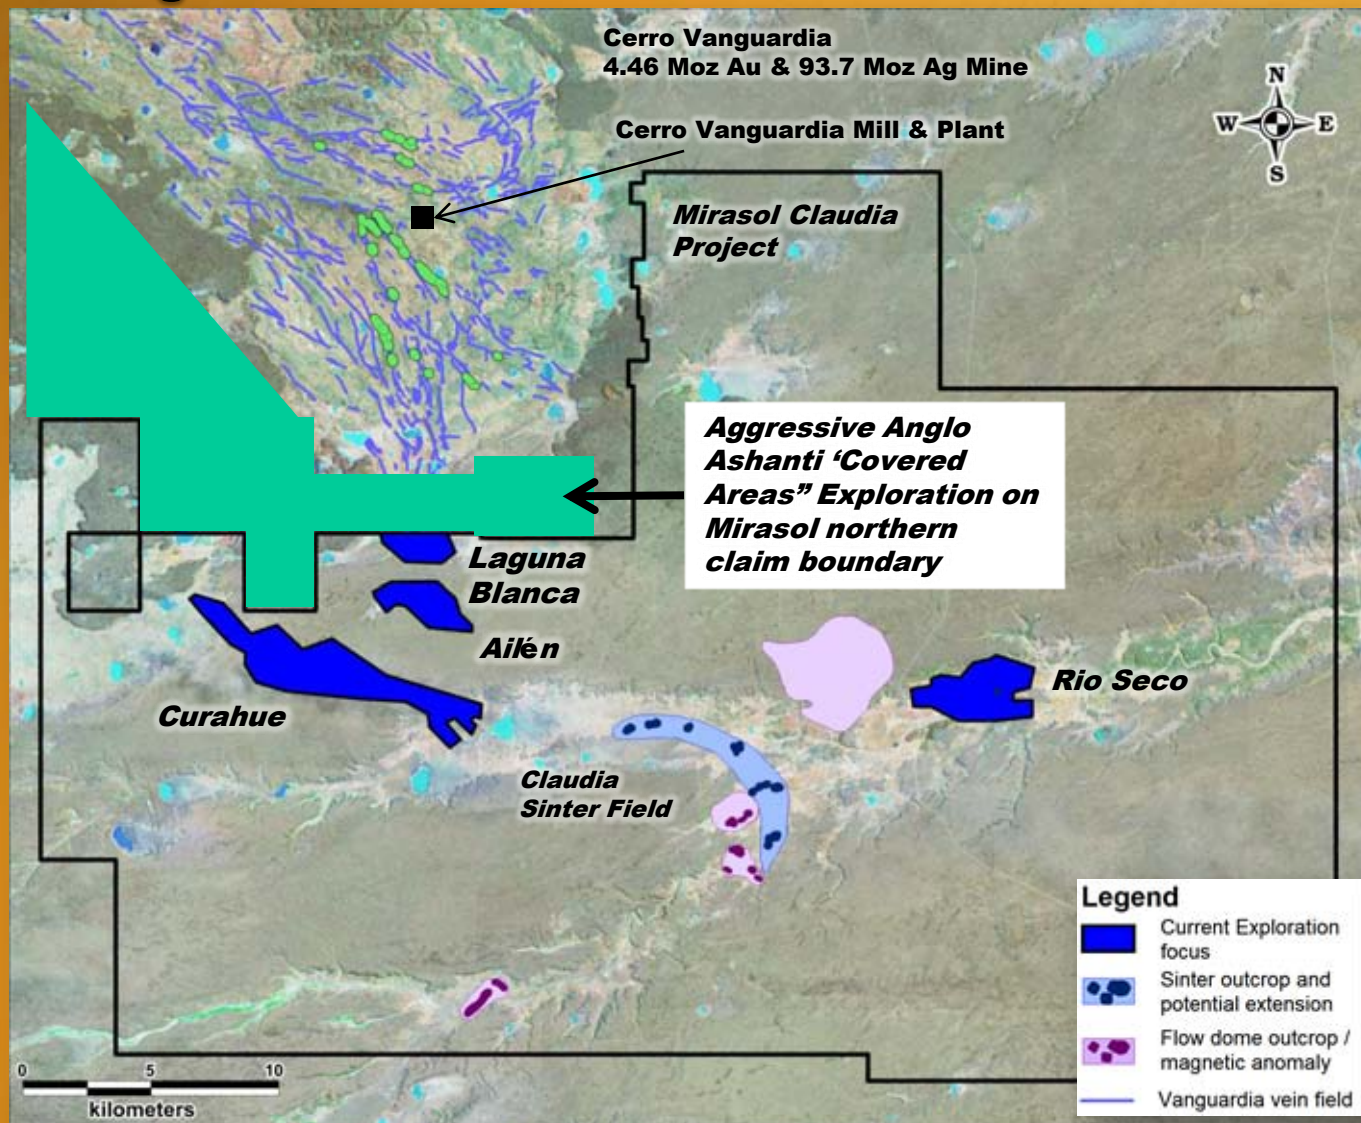 Cerro Vanguardia
4.46 Moz Au & 93.7 Moz Ag Mine
N
W
E
S
Cerro Vanguardia Mill & Plant
Mirasol Claudia
Project
Aggressive Anglo
Ashanti ‘Covered
Areas” Exploration on
Mirasol northern
claim boundary
Laguna
Blanca
Ailén
Curahue
Rio Seco
Claudia
Sinter Field
Legend
Current Exploration
focus
Sinter outcrop and
potential extension
Flow dome outcrop /
magnetic anomaly
Vanguardia vein field
0 5 10
kilometers